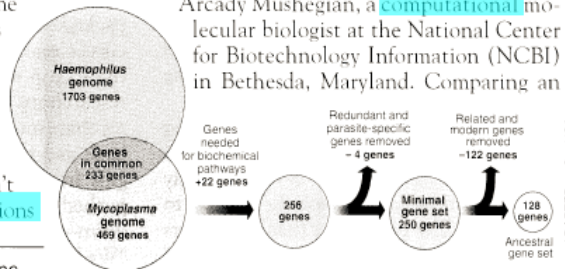 Arcady Mushegian, a computational mo-
lecular biologist at the National Center
for Biotechnology Information (NCBI)
in Bethesda, Maryland. Comparing an
Haemophilus
genome
1703 genes
Genes
in common
233 genes
Mycoplasma
genome
469 genes
Genes
needed
for biochemical
pathways
+22 genes
256
genes
Redundant and
parasite-specific
genes removed
– 4 genes
Minimal
gene set
250 genes
Related and
modern genes
removed
–122 genes
128
genes
Ancestral
gene set
't
ions